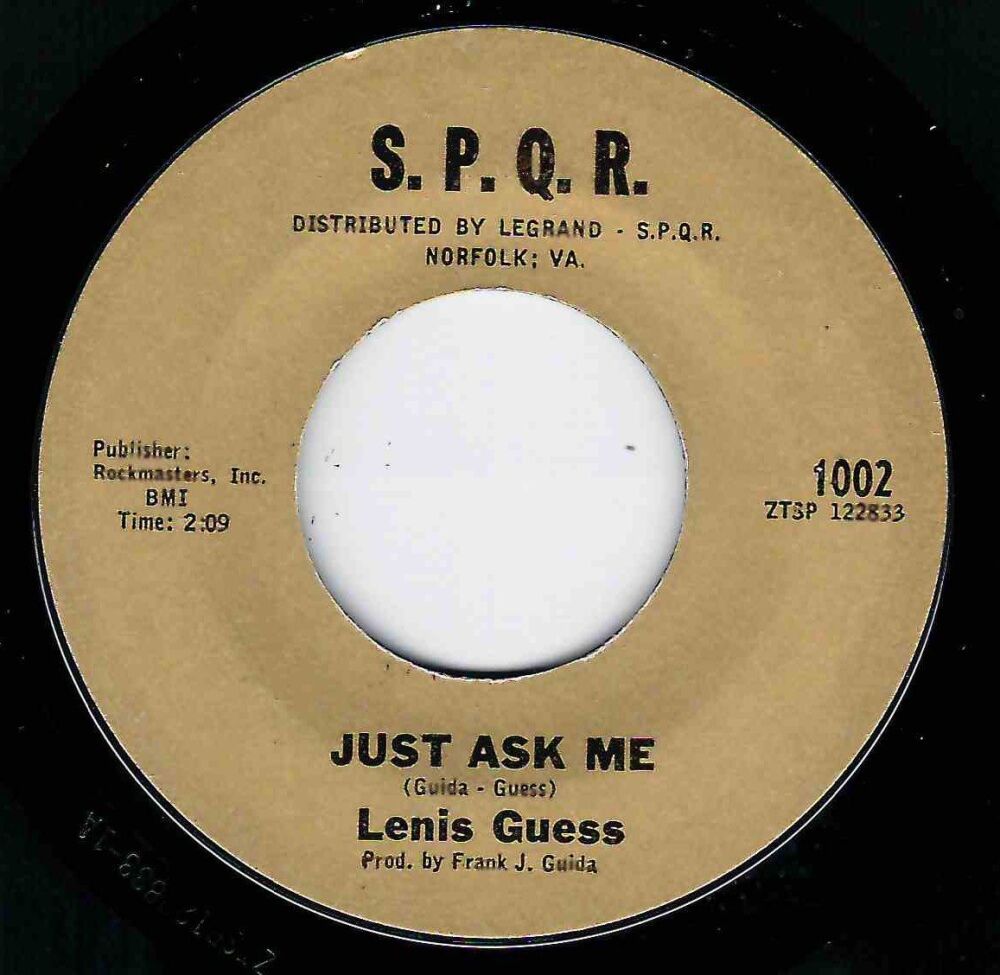 S. P. Q. R.
DISTRIBUTED BY LEGRAND - S.P.Q.R.
NORFOLK; VA.
Publisher:
Rockmasters, Inc.
BMI
Time: 2:09
1002
ZTSP 122833
JUST ASK ME
(Guida - Guess)
Lenis Guess
Prod. by Frank J. Guida